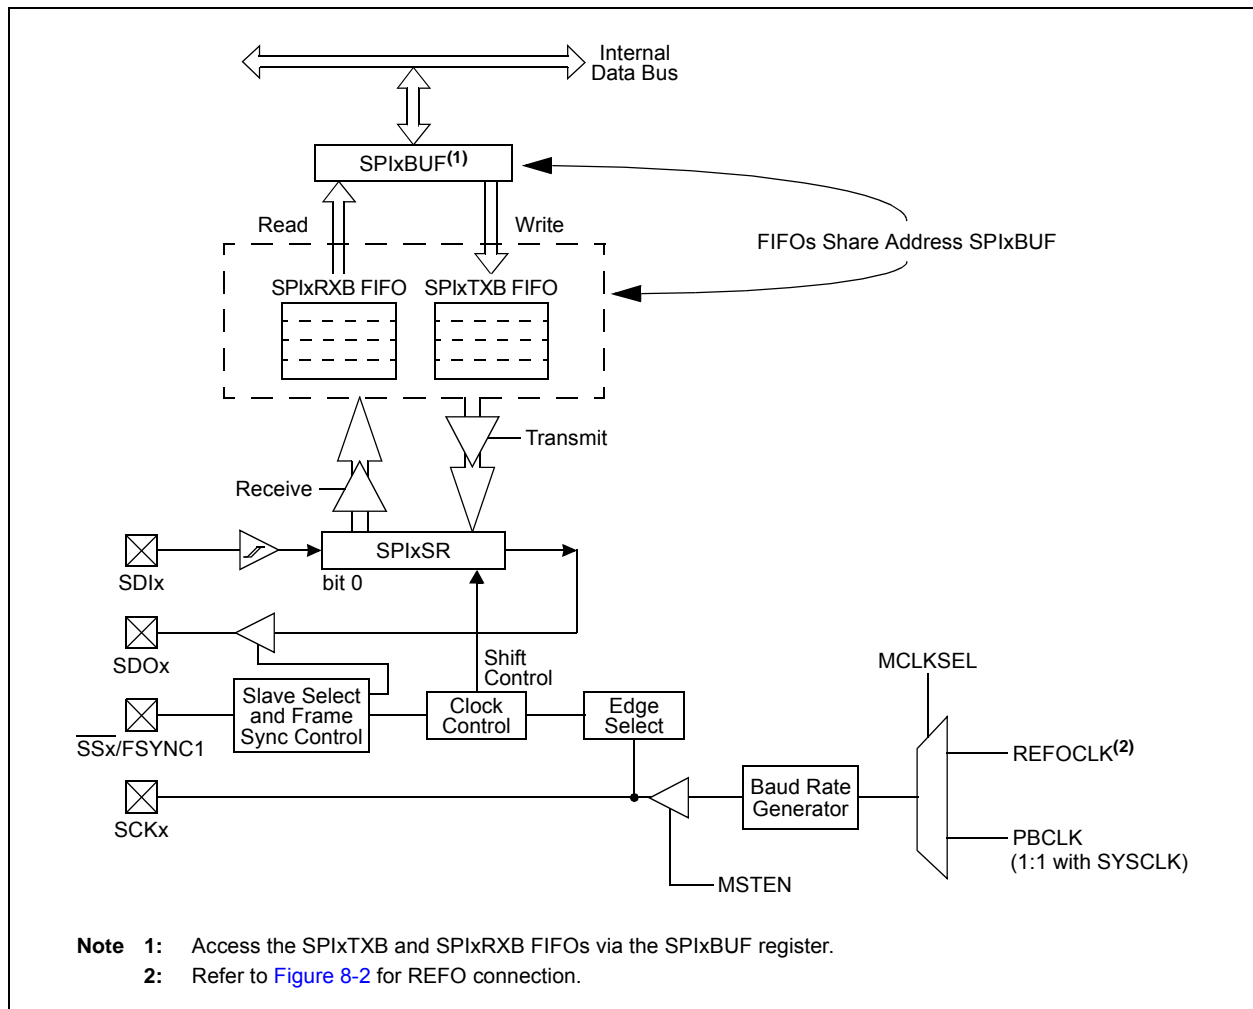 Internal
Data Bus
SPIxBUF(1)
Read
Write
FIFOs Share Address SPIxBUF
SPIxRXB FIFO
SPIxTXB FIFO
Transmit
Receive
SPIxSR
bit 0
SDIx
SDOx
Shift
Control
MCLKSEL
Slave Select
and Frame
Sync Control
Clock
Control
Edge
Select
SSx/FSYNC1
REFOCLK(2)
Baud Rate
Generator
SCKx
PBCLK
(1:1 with SYSCLK)
MSTEN
Note 1: Access the SPIxTXB and SPIxRXB FIFOs via the SPIxBUF register.
2: Refer to Figure 8-2 for REFO connection.